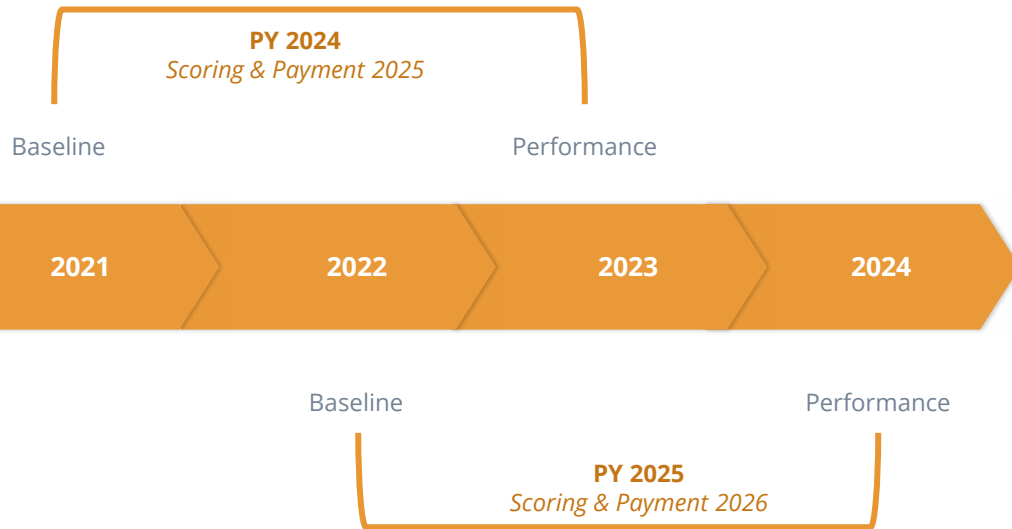 PY 2024
Scoring & Payment 2025
Baseline
Performance
2021
2022
2023
2024
Baseline
Performance
PY 2025
Scoring & Payment 2026